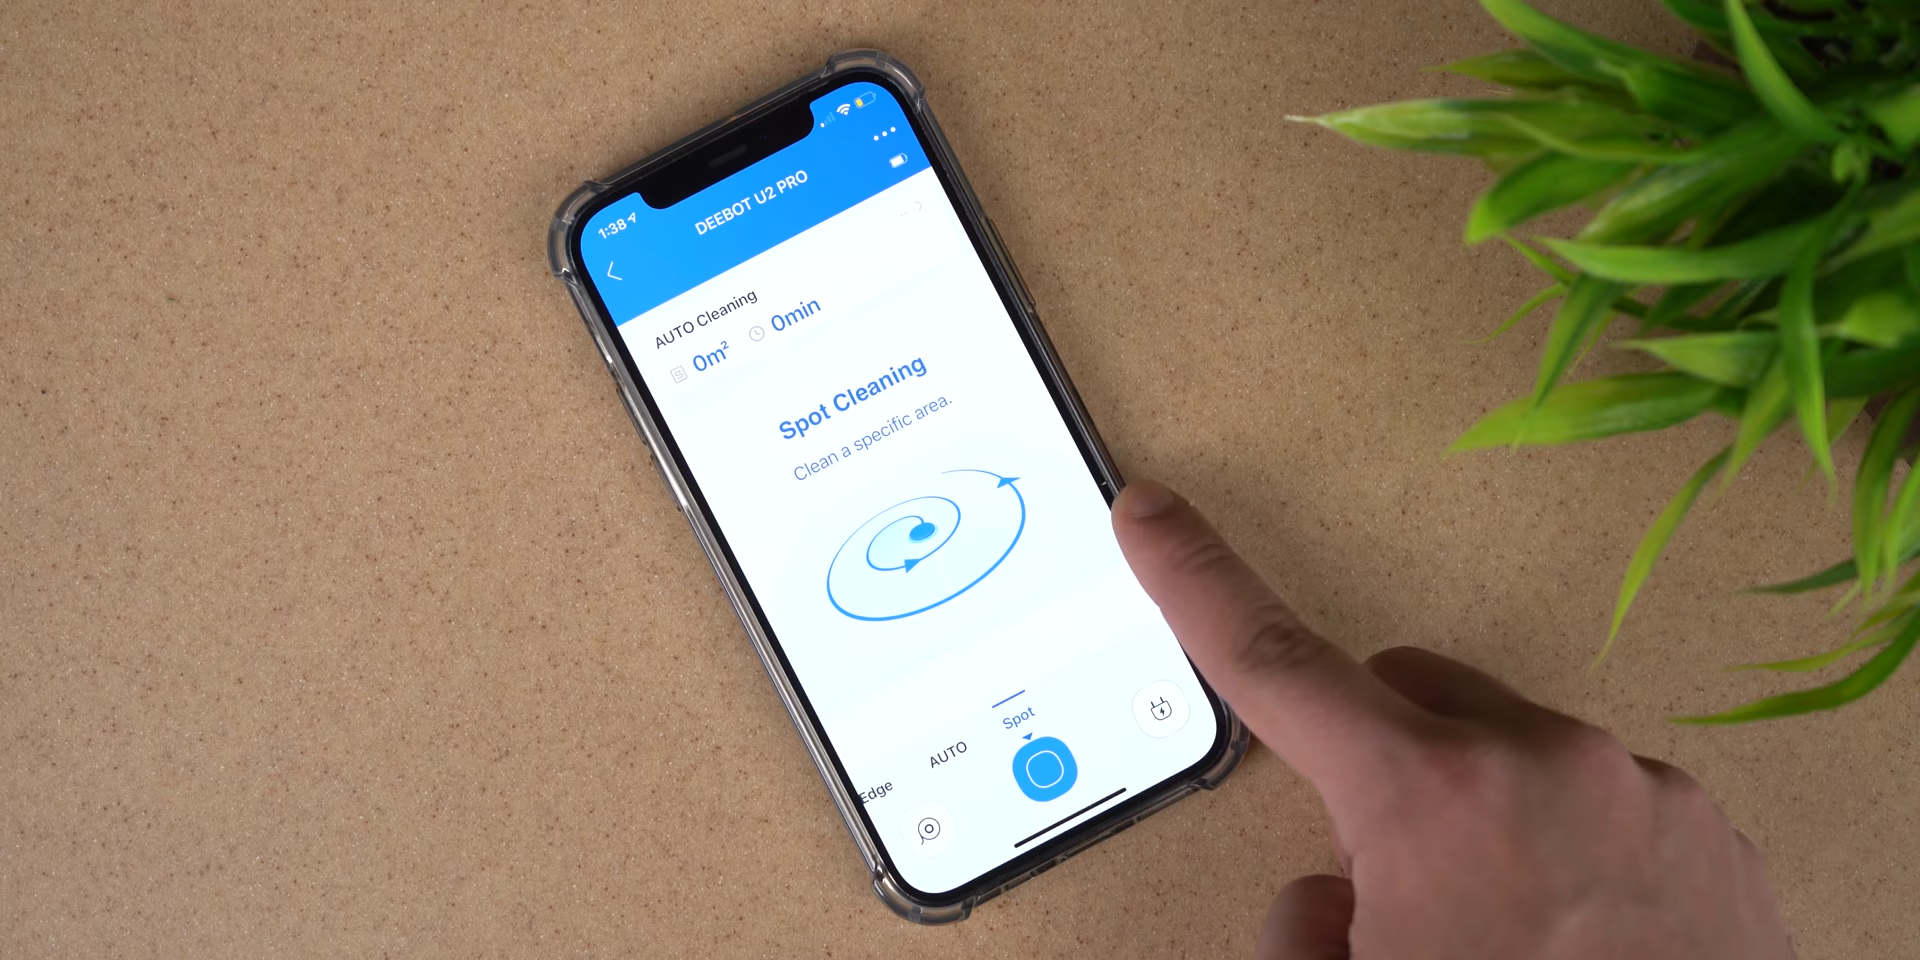 1:38
DEEBOT U2 PRO
AUTO Cleaning
0m² 0min
Spot Cleaning
Clean a specific area.
Edge AUTO Spot